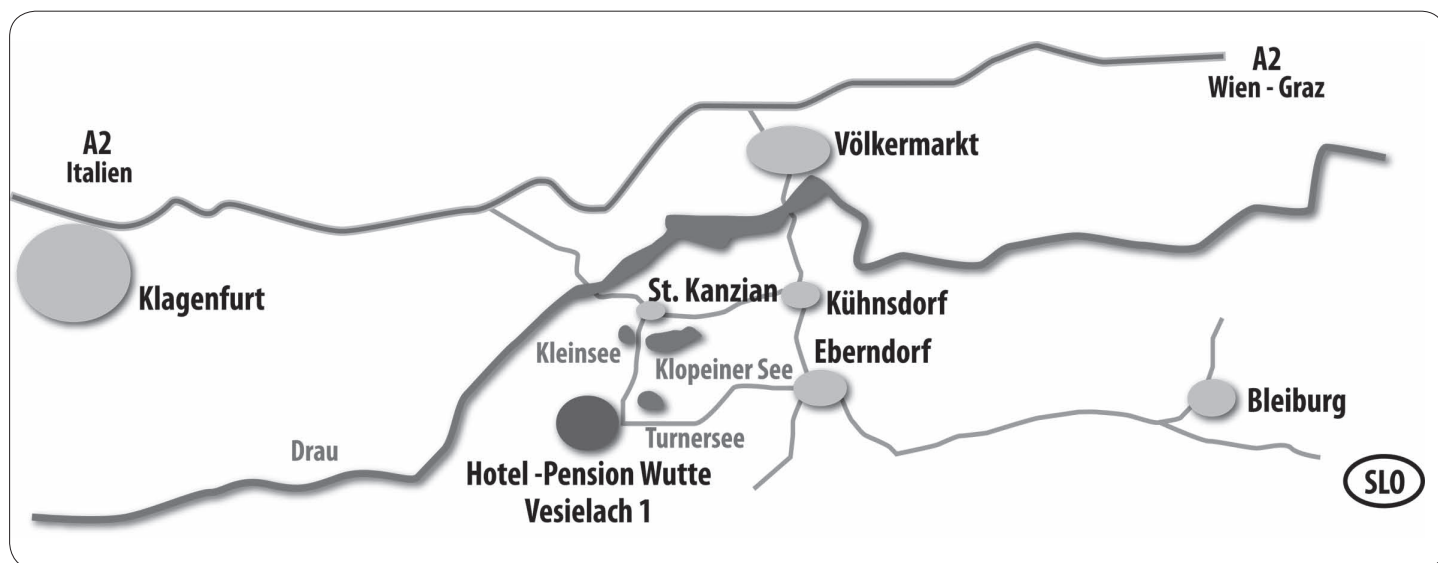 A2
Wien - Graz
A2
Italien
Völkermarkt
Klagenfurt
St. Kanzian
Kühnsdorf
Kleinsee
Klopeiner See
Eberndorf
Bleiburg
Turnersee
Drau
Hotel -Pension Wutte
Vesielach 1
SLO